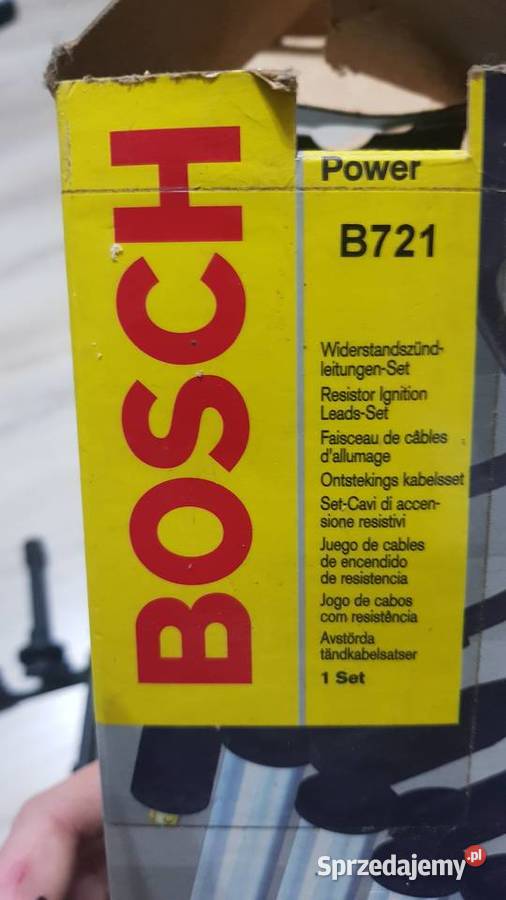 BOSCH
Power
B721
Widerstandszünd-
leitungen-Set
Resistor Ignition
Leads-Set
Faisceau de câbles
d'allumage
Ontstekings kabelsset
Set-Cavi di accen-
sione resistivi
Juego de cables
de encendido
de resistencia
Jogo de cabos
com resistência
Avstörda
tändkabelsatser
1 Set
Sprzedajemy.pl